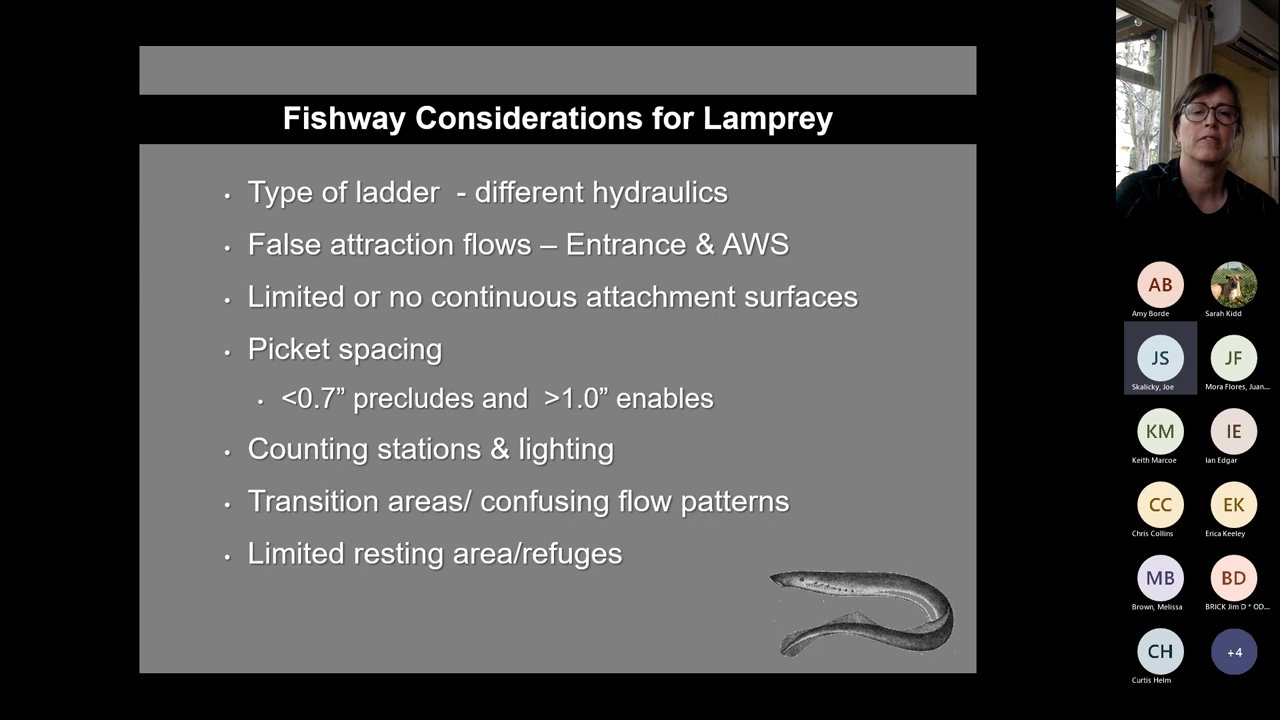 Fishway Considerations for Lamprey
• Type of ladder - different hydraulics
• False attraction flows – Entrance & AWS
• Limited or no continuous attachment surfaces
• Picket spacing
• <0.7” precludes and >1.0” enables
• Counting stations & lighting
• Transition areas/ confusing flow patterns
• Limited resting area/refuges
AB
Amy Borde
Sarah Kidd
JS
Skalicky, Joe
JF
Mora Flores, Juan...
KM
Keith Marcoe
IE
Ian Edgar
CC
Chris Collins
EK
Erica Keeley
MB
Brown, Melissa
BD
BRICK Jim D * OD...
CH
Curtis Helm
+4